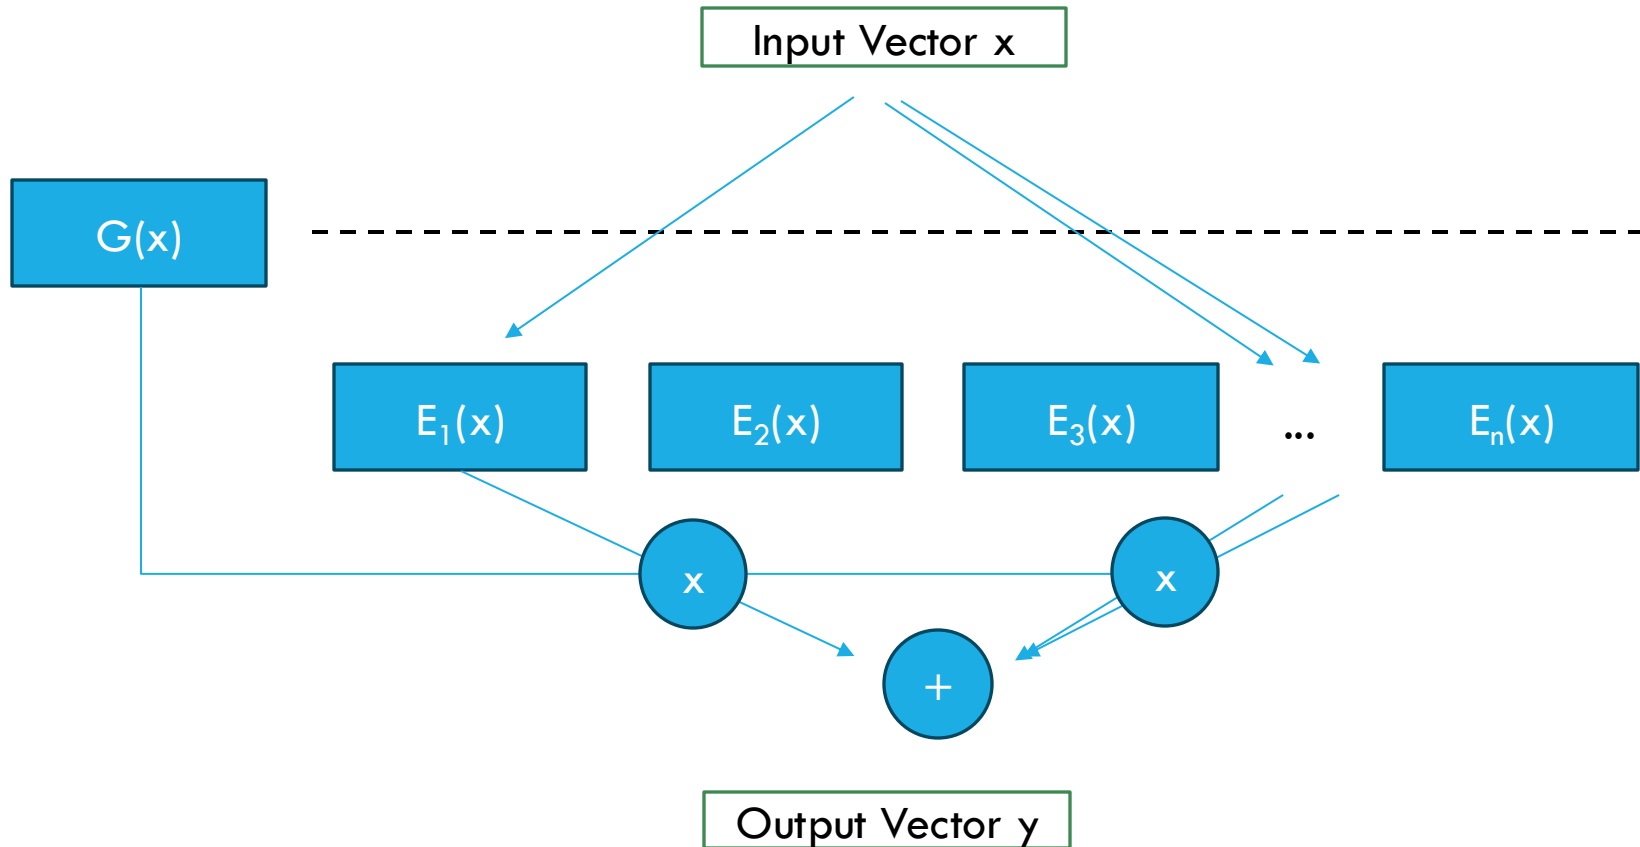 Input Vector x
G(x)
E₁(x) E₂(x) E₃(x) ... Eₙ(x)
x x
+
Output Vector y